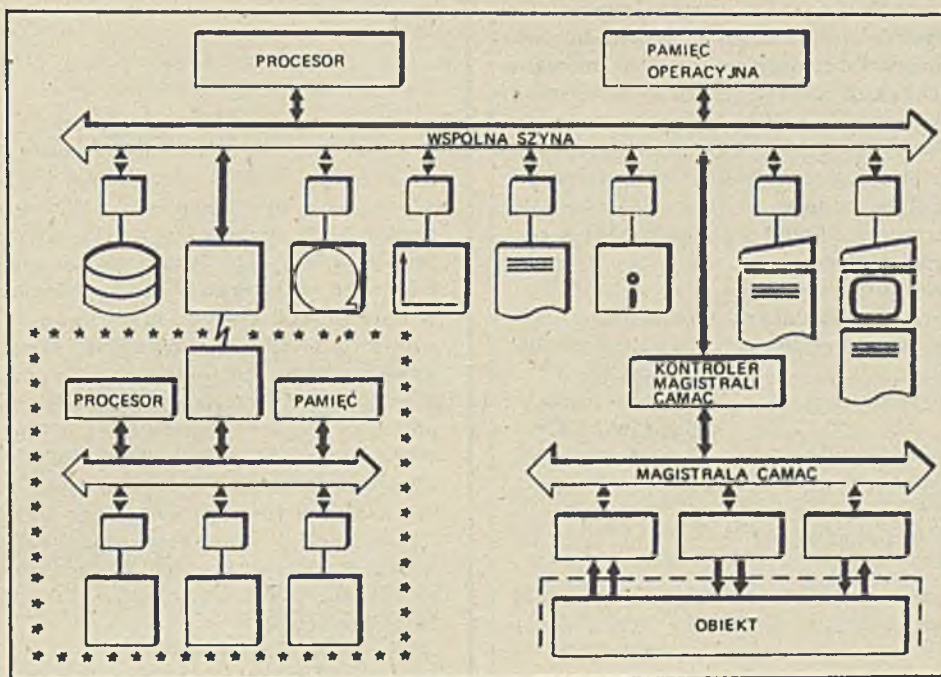 PROCESOR
PAMIĘĆ
OPERACYJNA
WSPOLNA SZYNA
KONTROLER
MAGISTRALI
CAMAC
PROCESOR
PAMIĘĆ
MAGISTRALA CAMAC
OBIEKT